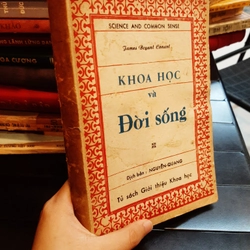 SCIENCE AND COMMON SENSE
James Bryant Conant
KHOA HỌC
và
Đời sống
Dịch bản : NGUYỄN-QUANG
Tủ sách Giới thiệu Khoa học